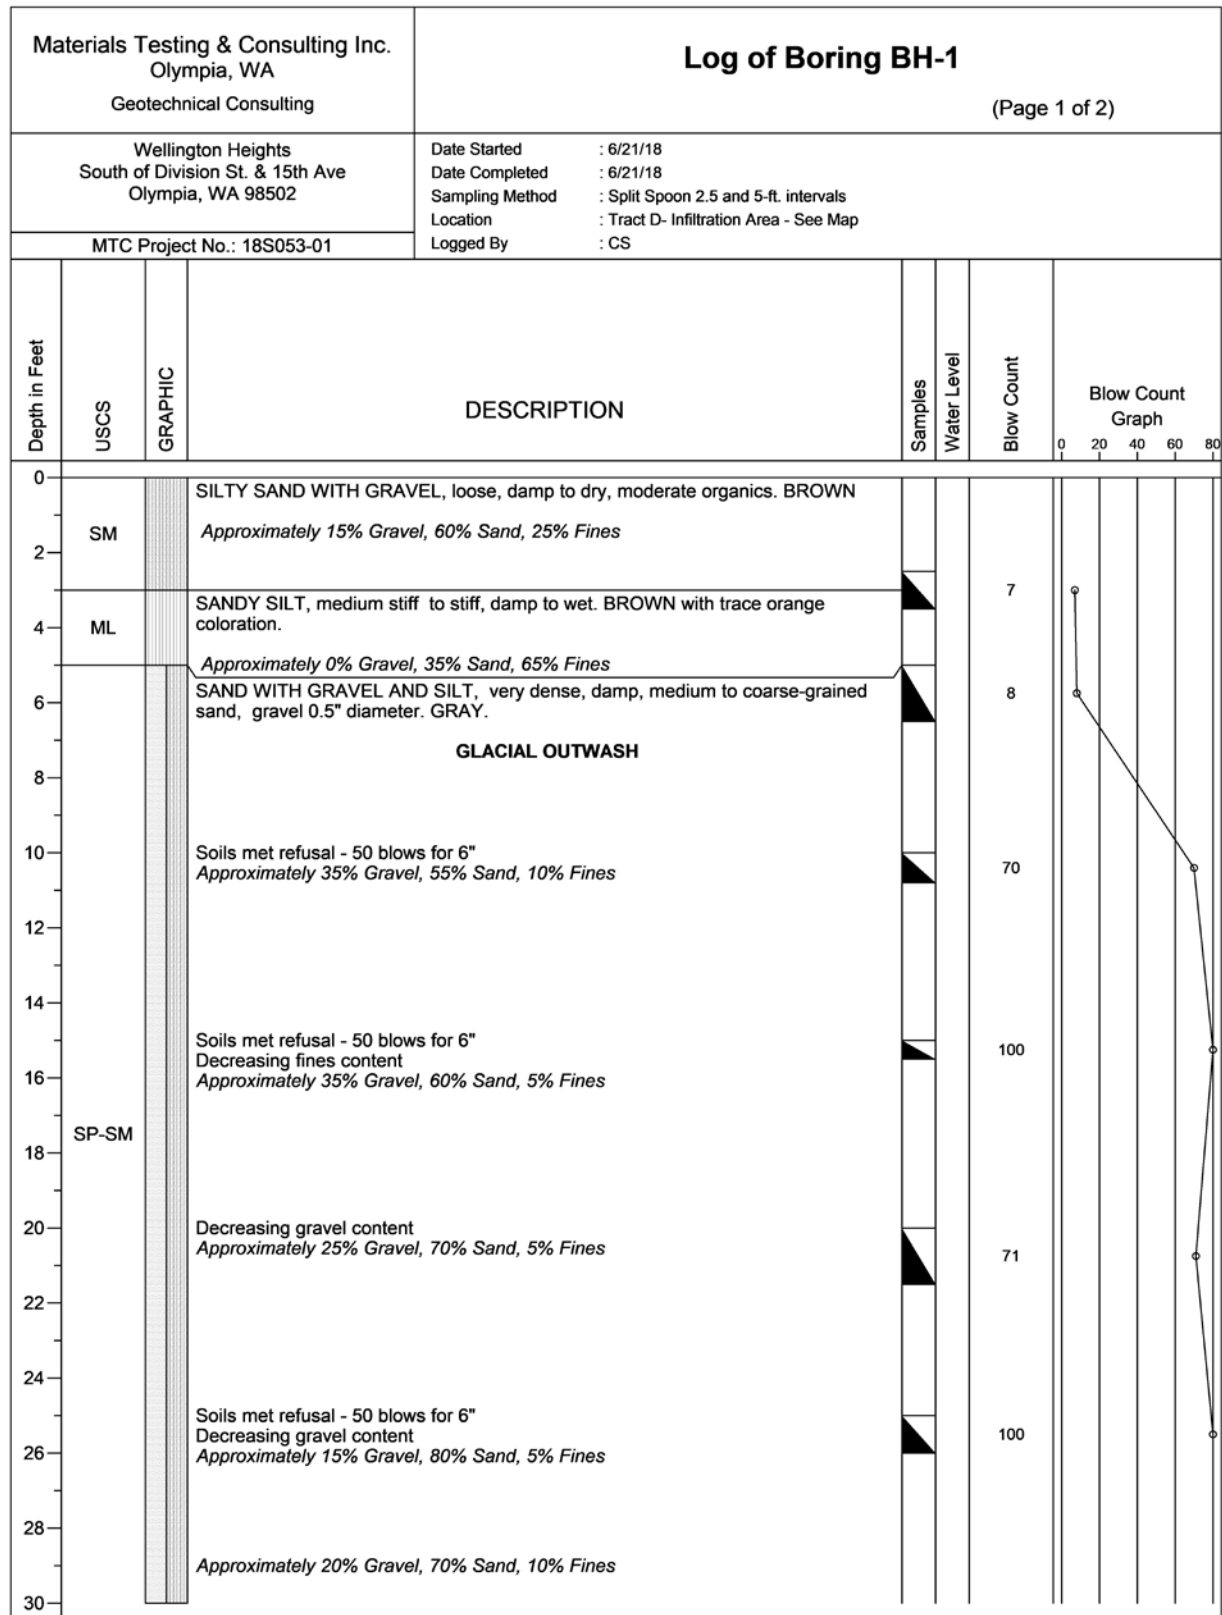 Materials Testing & Consulting Inc.
Olympia, WA
Geotechnical Consulting
Log of Boring BH-1
(Page 1 of 2)
Wellington Heights
South of Division St. & 15th Ave
Olympia, WA 98502
MTC Project No.: 18S053-01
Date Started : 6/21/18
Date Completed : 6/21/18
Sampling Method : Split Spoon 2.5 and 5-ft. intervals
Location : Tract D- Infiltration Area - See Map
Logged By : CS
Depth in Feet
USCS
GRAPHIC
DESCRIPTION
Samples
Water Level
Blow Count
Blow Count
Graph
0 20 40 60 80
0
SILTY SAND WITH GRAVEL, loose, damp to dry, moderate organics. BROWN
SM
Approximately 15% Gravel, 60% Sand, 25% Fines
2
7
SANDY SILT, medium stiff to stiff, damp to wet. BROWN with trace orange
coloration.
4
ML
Approximately 0% Gravel, 35% Sand, 65% Fines
SAND WITH GRAVEL AND SILT, very dense, damp, medium to coarse-grained
sand, gravel 0.5" diameter. GRAY.
6
8
GLACIAL OUTWASH
8
10
Soils met refusal - 50 blows for 6"
Approximately 35% Gravel, 55% Sand, 10% Fines
70
12
14
Soils met refusal - 50 blows for 6"
Decreasing fines content
Approximately 35% Gravel, 60% Sand, 5% Fines
100
16
SP-SM
18
20
Decreasing gravel content
Approximately 25% Gravel, 70% Sand, 5% Fines
71
22
24
Soils met refusal - 50 blows for 6"
Decreasing gravel content
Approximately 15% Gravel, 80% Sand, 5% Fines
100
26
28
Approximately 20% Gravel, 70% Sand, 10% Fines
30